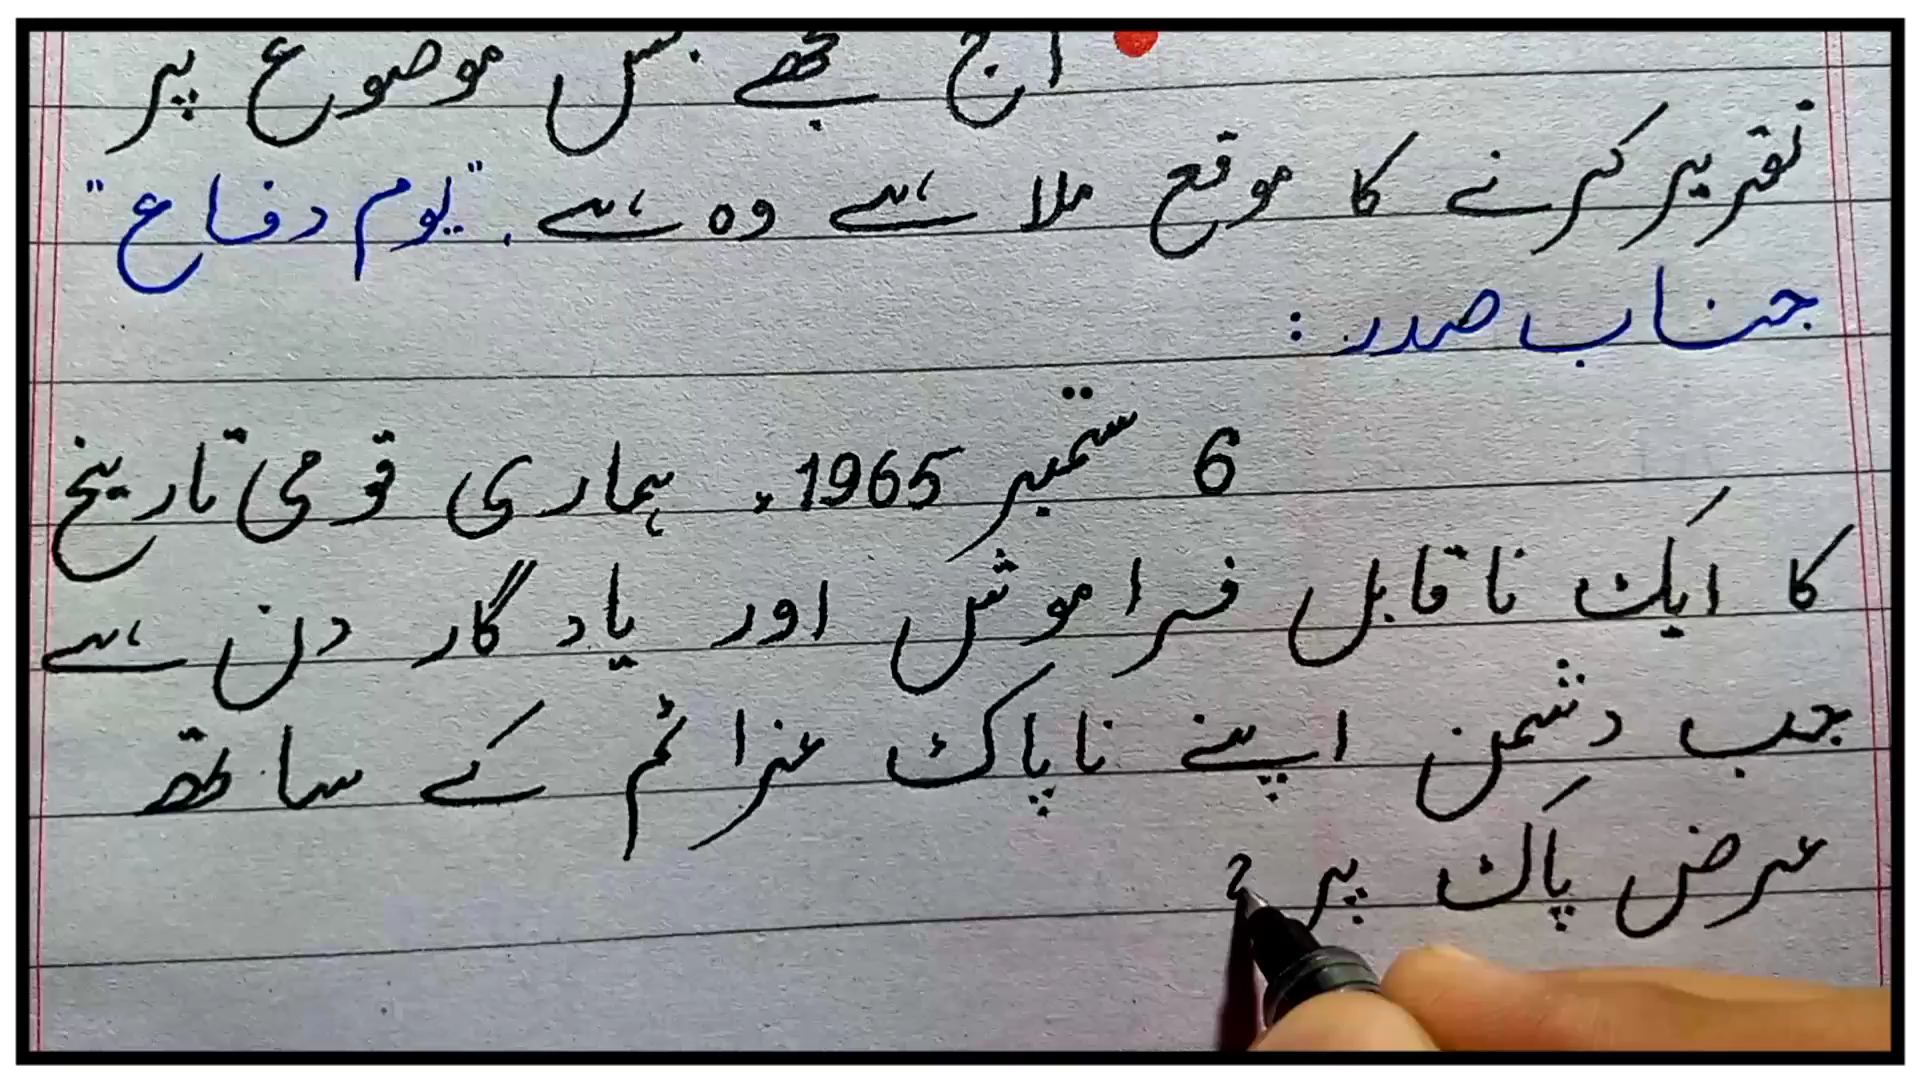 آج مجھے جس موضوع پر
تقریر کرنے کا موقع ملا ہے وہ ہے . "یوم دفاع"
جناب صدر :
6 ستمبر 1965ء ہماری قومی تاریخ
کا ایک ناقابل فراموش اور یاد گار دن ہے
جب دشمن اپنے ناپاک عزائم کے ساتھ
عرض پاک پر